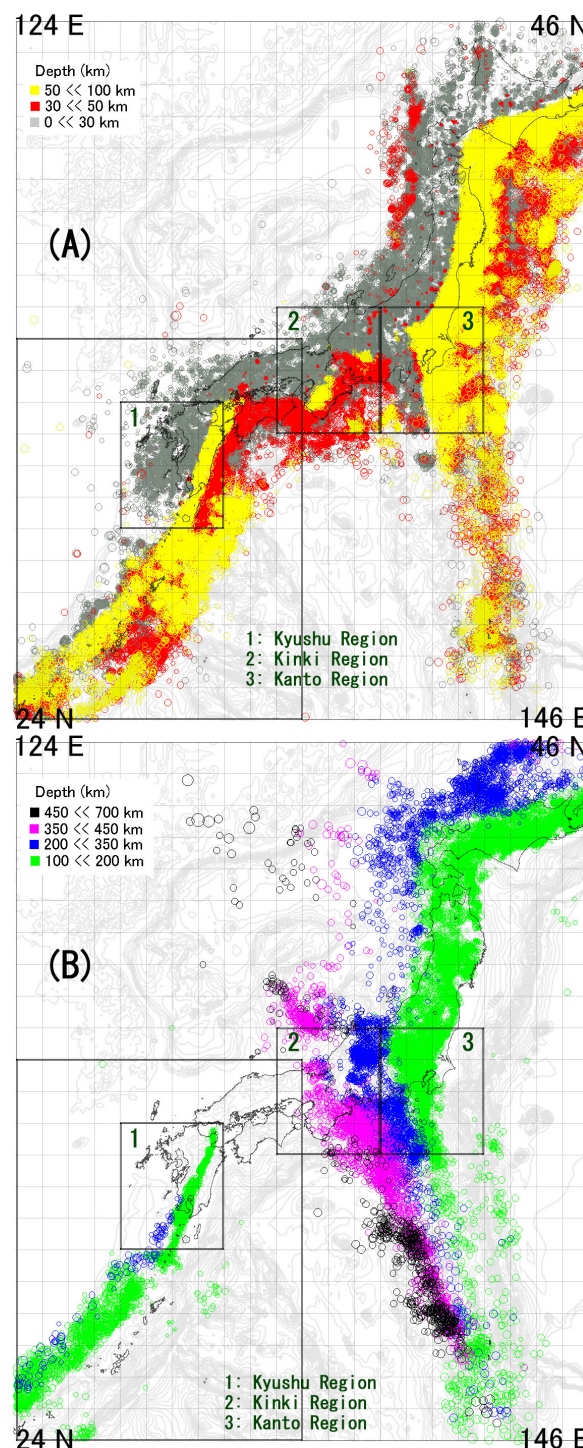 124 E 46 N
Depth (km)
50 << 100 km
30 << 50 km
0 << 30 km
(A)
2
3
1
1: Kyushu Region
2: Kinki Region
3: Kanto Region
24 N 146 E
124 E 46 N
Depth (km)
450 << 700 km
350 << 450 km
200 << 350 km
100 << 200 km
(B)
2
3
1
1: Kyushu Region
2: Kinki Region
3: Kanto Region
24 N 146 E